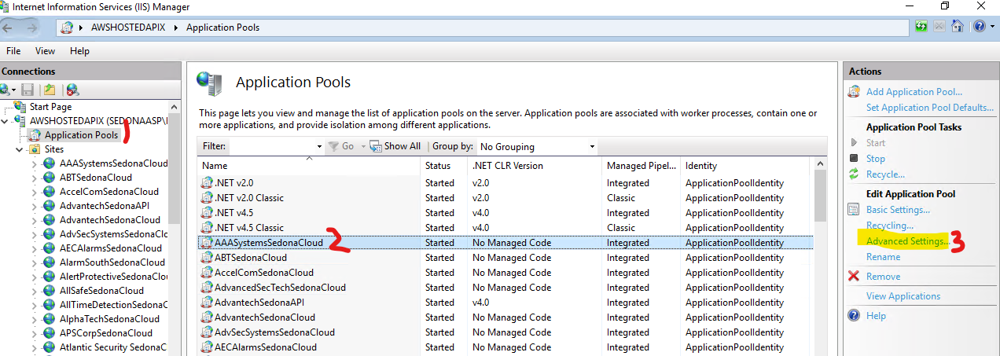 Internet Information Services (IIS) Manager
AWSHOSTEDAPIX Application Pools
File View Help
Connections
Start Page
AWSHOSTEDAPIX (SEDONAASP\
Application Pools 1
Sites
AAASystemsSedonaCloud
ABTSedonaCloud
AccelComSedonaCloud
AdvantechSedonaAPI
AdvantechSedonaCloud
AdvSecSystemsSedonaC
AECAlarmsSedonaCloud
AlarmSouthSedonaCloud
AlertProtectiveSedonaCl
AllSafeSedonaCloud
AllTimeDetectionSedonaC
AlphaTechSedonaCloud
APSCorpSedonaCloud
Atlantic Security SedonaC
Application Pools
This page lets you view and manage the list of application pools on the server. Application pools are associated with worker processes, contain one or
more applications, and provide isolation among different applications.
Filter: Go Show All Group by: No Grouping
Name Status .NET CLR Version Managed Pipel... Identity
.NET v2.0 Started v2.0 Integrated ApplicationPoolIdentity
.NET v2.0 Classic Started v2.0 Classic ApplicationPoolIdentity
.NET v4.5 Started v4.0 Integrated ApplicationPoolIdentity
.NET v4.5 Classic Started v4.0 Classic ApplicationPoolIdentity
AAASystemsSedonaCloud 2 Started No Managed Code Integrated ApplicationPoolIdentity
ABTSedonaCloud Started No Managed Code Integrated ApplicationPoolIdentity
AccelComSedonaCloud Started No Managed Code Integrated ApplicationPoolIdentity
AdvancedSecTechSedonaCloud Started No Managed Code Integrated ApplicationPoolIdentity
AdvantechSedonaAPI Started v4.0 Integrated ApplicationPoolIdentity
AdvantechSedonaCloud Started No Managed Code Integrated ApplicationPoolIdentity
AdvSecSystemsSedonaCloud Started No Managed Code Integrated ApplicationPoolIdentity
AECAlarmsSedonaCloud Started No Managed Code Integrated ApplicationPoolIdentity
Actions
Add Application Pool...
Set Application Pool Defaults...
Application Pool Tasks
Start
Stop
Recycle...
Edit Application Pool
Basic Settings...
Recycling...
Advanced Settings... 3
Rename
Remove
View Applications
Help